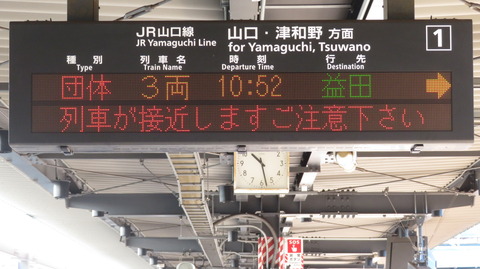 JR山口線 山口・津和野 方面 1
JR Yamaguchi Line for Yamaguchi, Tsuwano
種別 列車名 時刻 行先
Type Train Name Departure Time Destination
団体 3両 10:52 益田 →
列車が接近しますご注意下さい
SOS